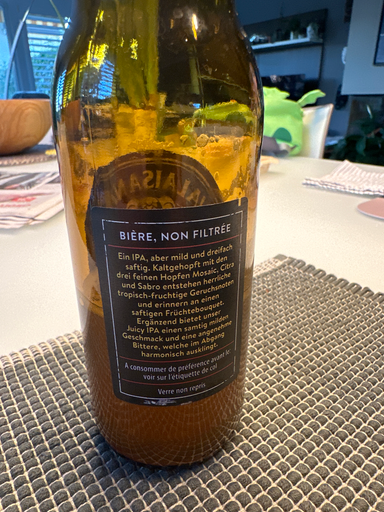 BIÈRE, NON FILTRÉE
Ein IPA, aber mild und dreifach
saftig. Kaltgehopft mit den
drei feinen Hopfen Mosaic, Citra
und Sabro entstehen herrliche
tropisch-fruchtige Geruchsnoten
und erinnern an einen
saftigen Früchtebouquet.
Ergänzend bietet unser
Juicy IPA einen samtig milden
Geschmack und eine angenehme
Bittere, welche im Abgang
harmonisch ausklingt.
A consommer de préférence avant le
voir sur l'étiquette de col
Verre non repris